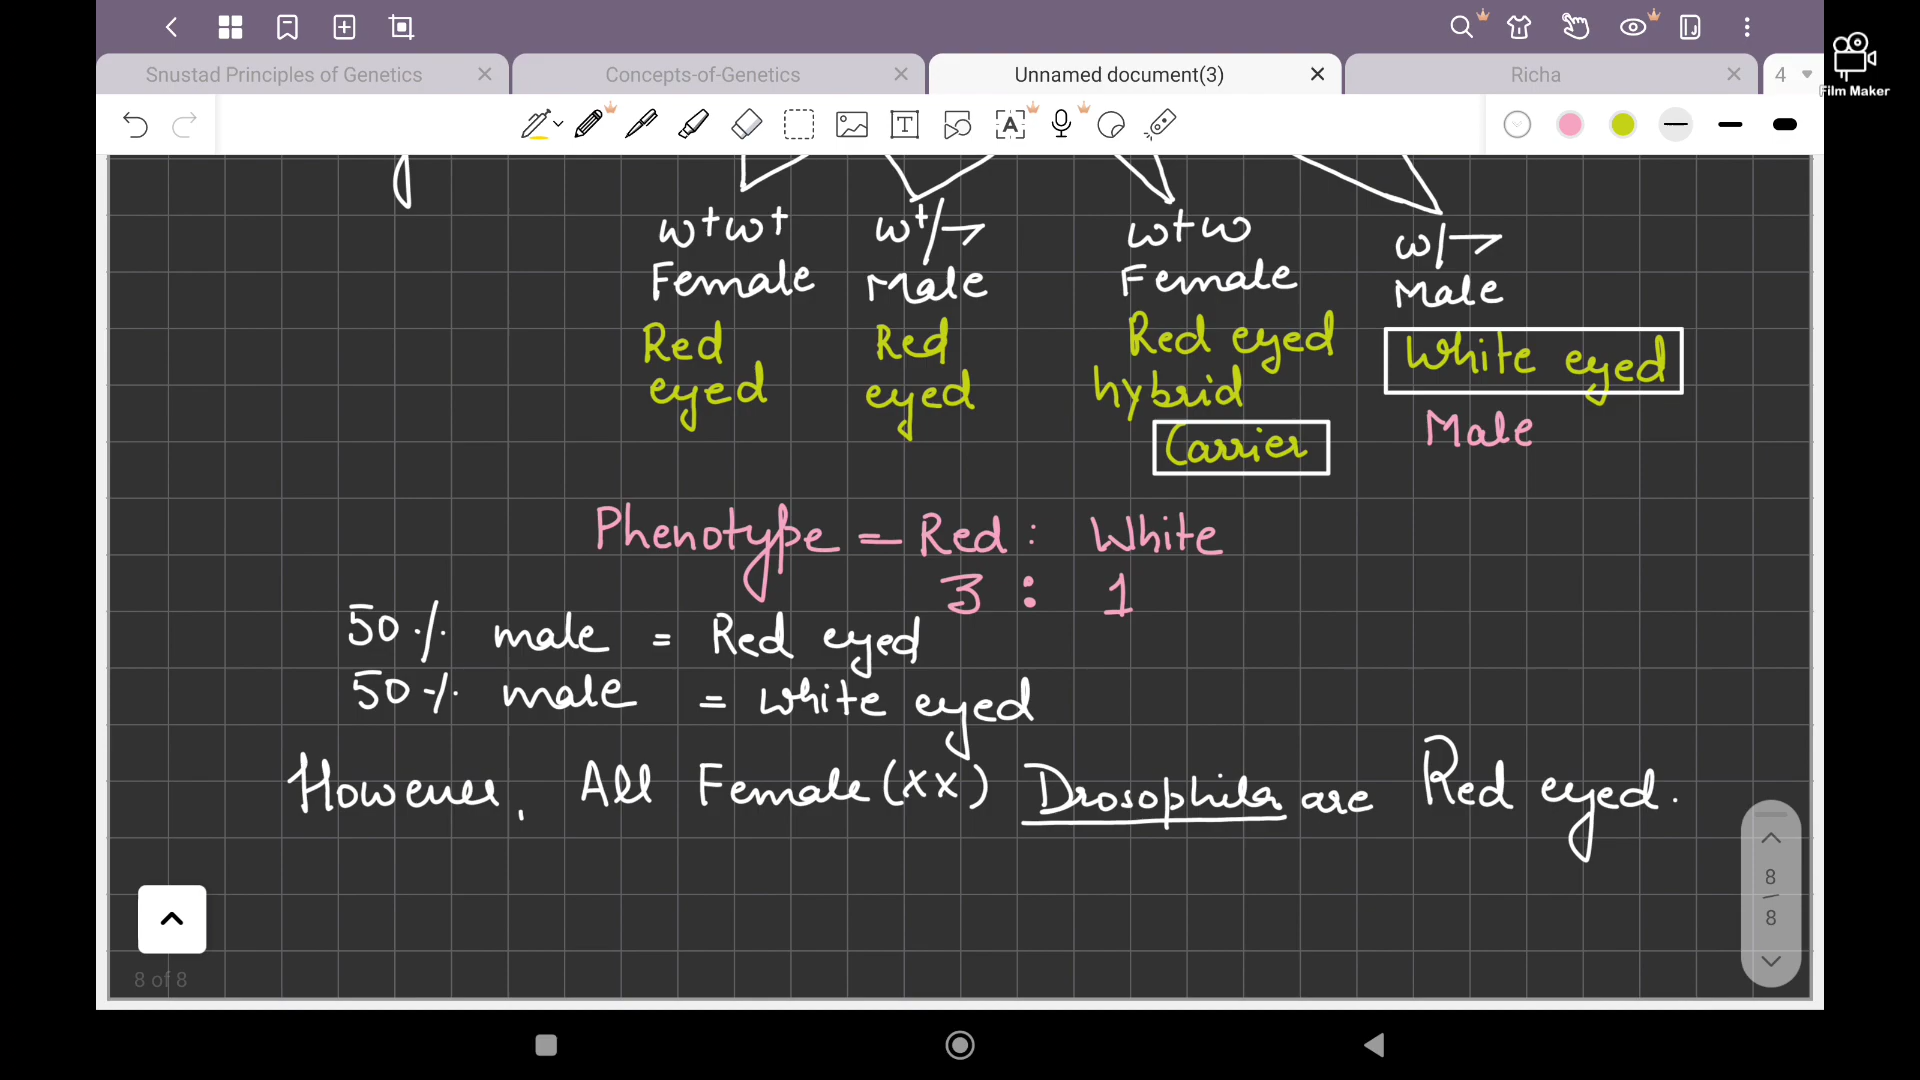 Snustad Principles of Genetics
Concepts-of-Genetics
Unnamed document(3)
Richa
4
Film Maker
w+w+ w+/⇁ w+w w/⇁
Female Male Female Male
Red eyed
Red eyed
Red eyed hybrid
Carrier
White eyed
Male
Phenotype = Red : White
3 : 1
50% male = Red eyed
50% male = White eyed
However, All Female (XX) Drosophila are Red eyed.
8
8
8 of 8